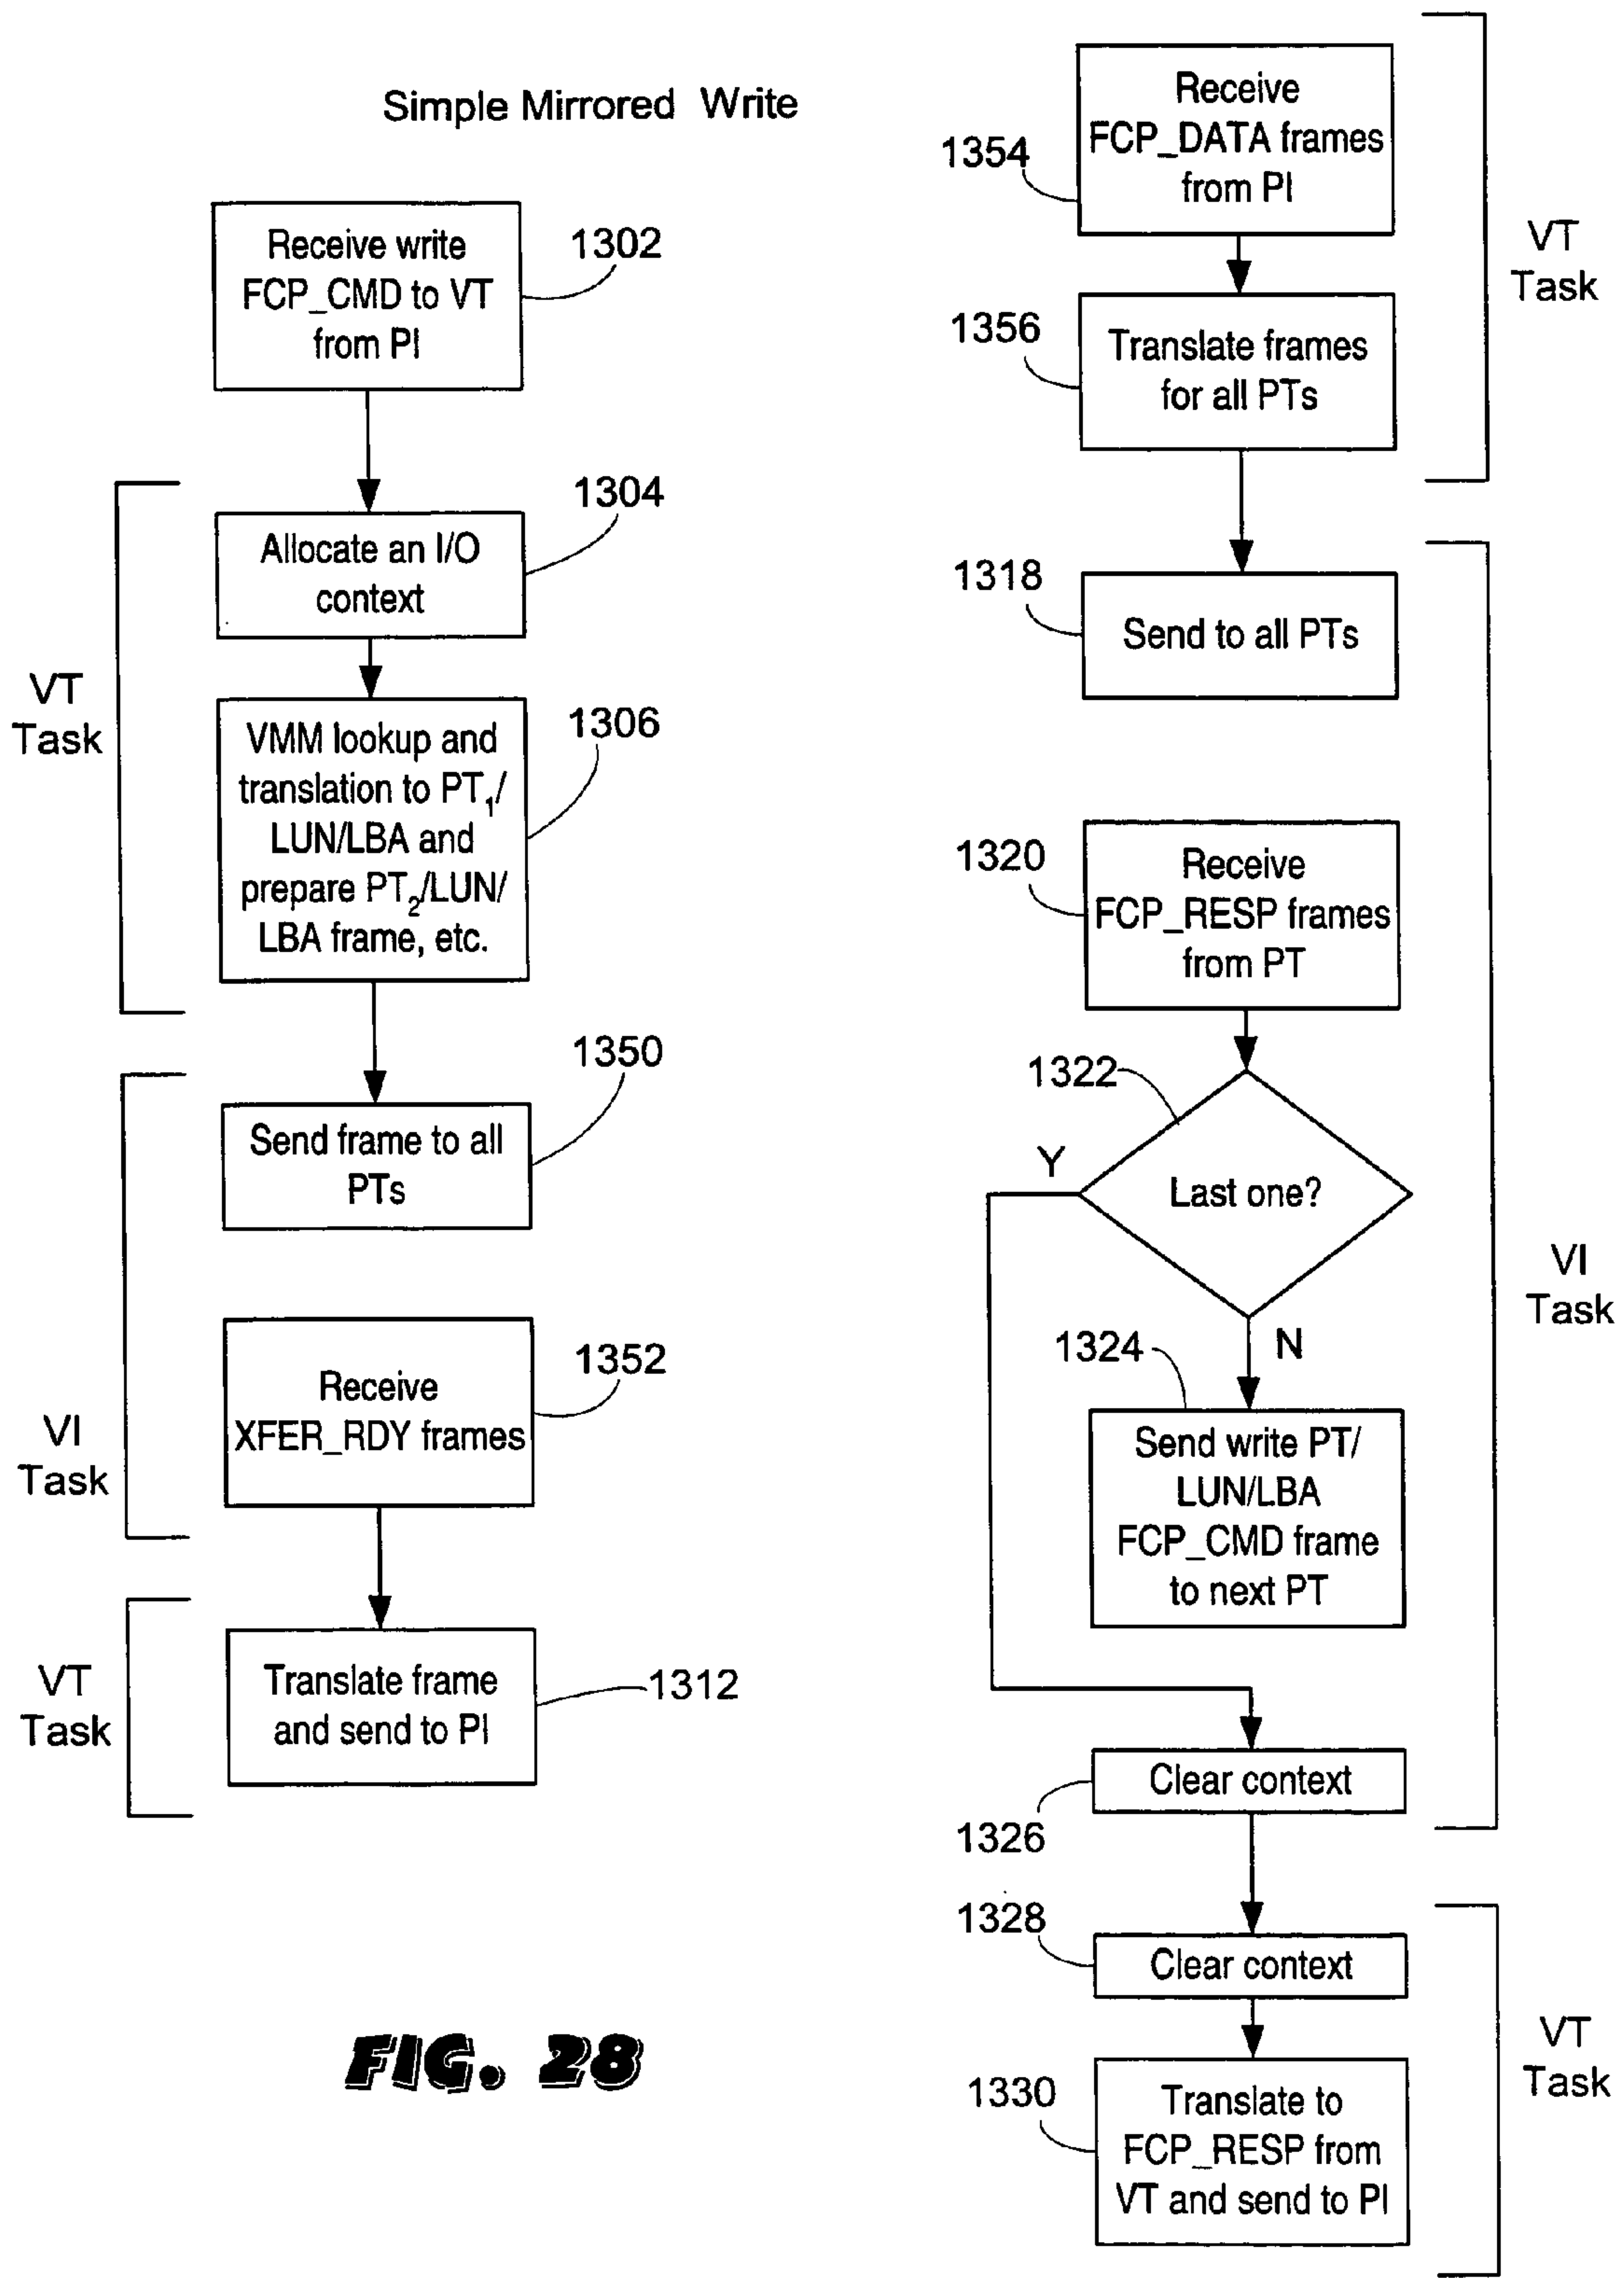 Simple Mirrored Write
Receive write
FCP_CMD to VT
from PI
1302
VT
Task
1304
Allocate an I/O
context
1306
VMM lookup and
translation to PT1/
LUN/LBA and
prepare PT2/LUN/
LBA frame, etc.
VI
Task
1350
Send frame to all
PTs
1352
Receive
XFER_RDY frames
VT
Task
1312
Translate frame
and send to PI
1354
Receive
FCP_DATA frames
from PI
VT
Task
1356
Translate frames
for all PTs
1318
Send to all PTs
1320
Receive
FCP_RESP frames
from PT
1322
Y
Last one?
N
VI
Task
1324
Send write PT/
LUN/LBA
FCP_CMD frame
to next PT
Clear context
1326
1328
Clear context
VT
Task
1330
Translate to
FCP_RESP from
VT and send to PI
FIG. 28